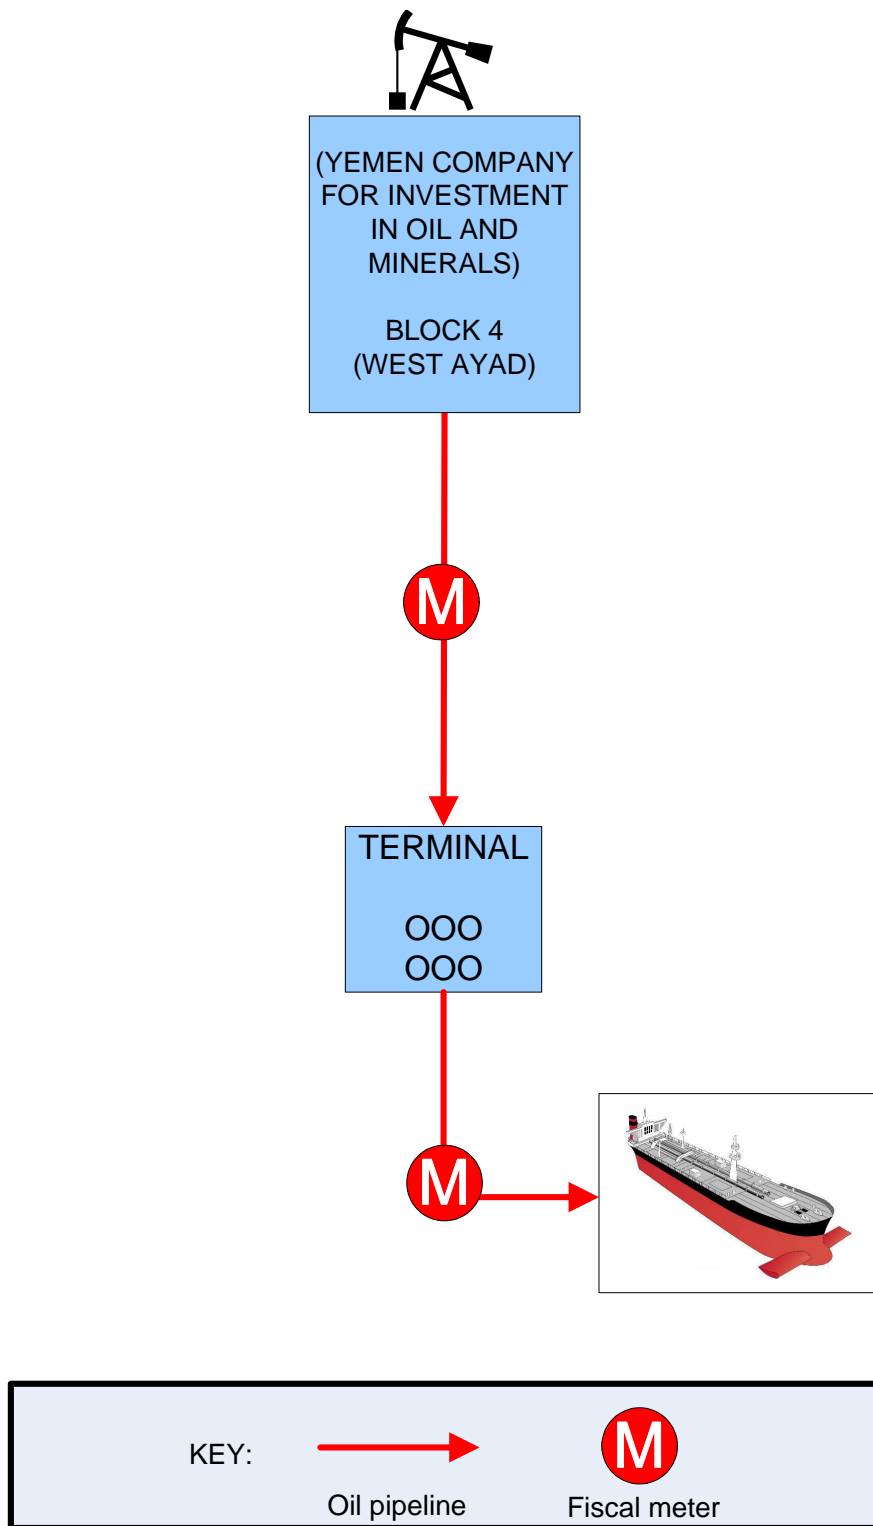 (YEMEN COMPANY
FOR INVESTMENT
IN OIL AND
MINERALS)
BLOCK 4
(WEST AYAD)
M
TERMINAL
OOO
OOO
M
KEY:
M
Oil pipeline
Fiscal meter